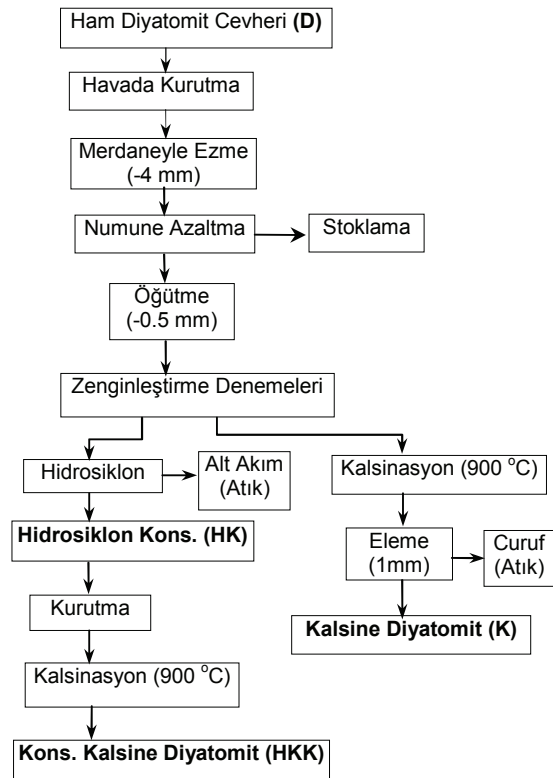 Ham Diyatomit Cevheri (D)
Havada Kurutma
Merdaneyle Ezme
(-4 mm)
Numune Azaltma
Stoklama
Öğütme
(-0.5 mm)
Zenginleştirme Denemeleri
Hidrosiklon
Alt Akım
(Atık)
Kalsinasyon (900 °C)
Hidrosiklon Kons. (HK)
Eleme
(1mm)
Curuf
(Atık)
Kurutma
Kalsine Diyatomit (K)
Kalsinasyon (900 °C)
Kons. Kalsine Diyatomit (HKK)